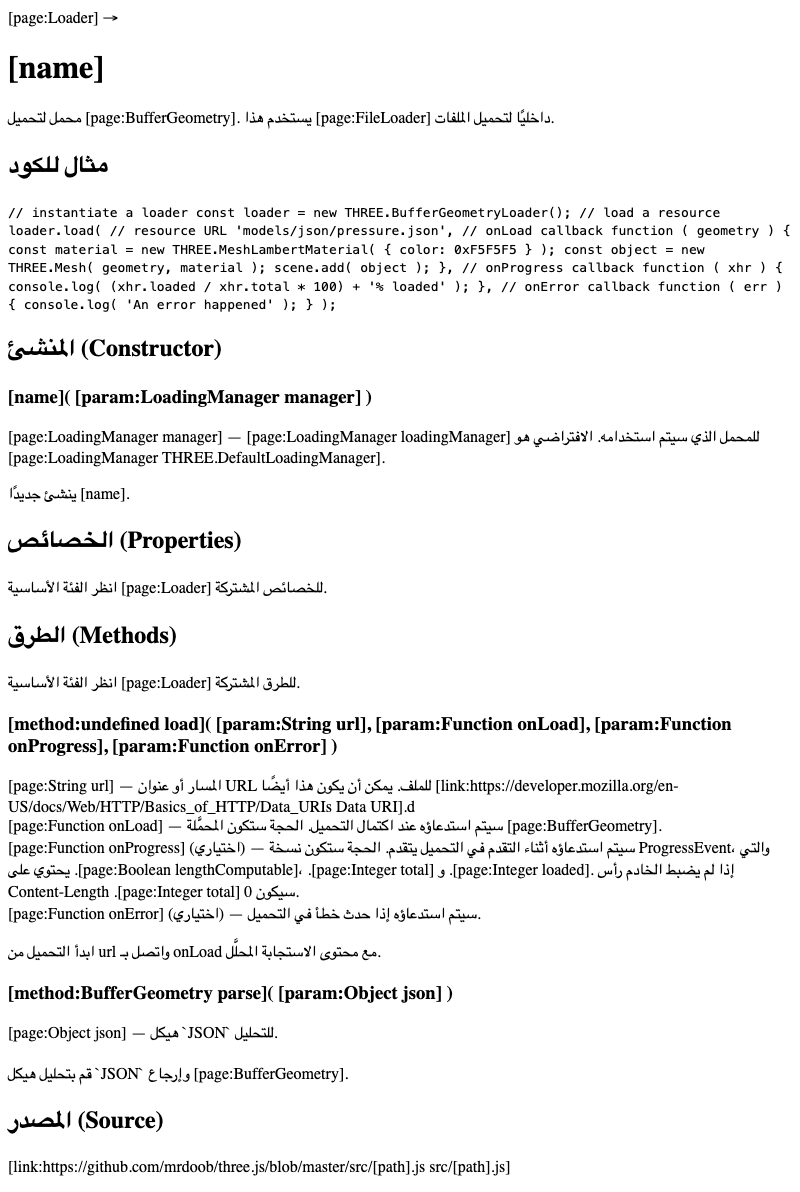 [page:Loader] →
[name]
محمل لتحميل [page:BufferGeometry]. يستخدم هذا [page:FileLoader] داخليًا لتحميل الملفات.
مثال للكود
// instantiate a loader const loader = new THREE.BufferGeometryLoader(); // load a resource
loader.load( // resource URL 'models/json/pressure.json', // onLoad callback function ( geometry ) {
const material = new THREE.MeshLambertMaterial( { color: 0xF5F5F5 } ); const object = new
THREE.Mesh( geometry, material ); scene.add( object ); }, // onProgress callback function ( xhr ) {
console.log( (xhr.loaded / xhr.total * 100) + '% loaded' ); }, // onError callback function ( err )
{ console.log( 'An error happened' ); } );
المنشئ (Constructor)
[name]( [param:LoadingManager manager] )
[page:LoadingManager manager] — [page:LoadingManager loadingManager] للمحمل الذي سيتم استخدامه. الافتراضي هو
[page:LoadingManager THREE.DefaultLoadingManager].
ينشئ جديدًا [name].
الخصائص (Properties)
انظر الفئة الأساسية [page:Loader] للخصائص المشتركة.
الطرق (Methods)
انظر الفئة الأساسية [page:Loader] للطرق المشتركة.
[method:undefined load]( [param:String url], [param:Function onLoad], [param:Function
onProgress], [param:Function onError] )
[page:String url] — المسار أو عنوان URL للملف. يمكن أن يكون هذا أيضًا [link:https://developer.mozilla.org/en-
US/docs/Web/HTTP/Basics_of_HTTP/Data_URIs Data URI].d
[page:Function onLoad] — سيتم استدعاؤه عند اكتمال التحميل. الحجة ستكون المحمَّلة [page:BufferGeometry].
[page:Function onProgress] (اختياري) — سيتم استدعاؤه أثناء التقدم في التحميل يتقدم. الحجة ستكون نسخة ProgressEvent، والتي
يحتوي على .[page:Boolean lengthComputable]، .[page:Integer total] و .[page:Integer loaded]. إذا لم يضبط الخادم رأس
Content-Length .[page:Integer total] سيكون 0.
[page:Function onError] (اختياري) — سيتم استدعاؤه إذا حدث خطأ في التحميل.
ابدأ التحميل من url واتصل بـ onLoad مع محتوى الاستجابة المحلَّل.
[method:BufferGeometry parse]( [param:Object json] )
[page:Object json] — هيكل `JSON` للتحليل.
قم بتحليل هيكل `JSON` وإرجاع [page:BufferGeometry].
المصدر (Source)
[link:https://github.com/mrdoob/three.js/blob/master/src/[path].js src/[path].js]